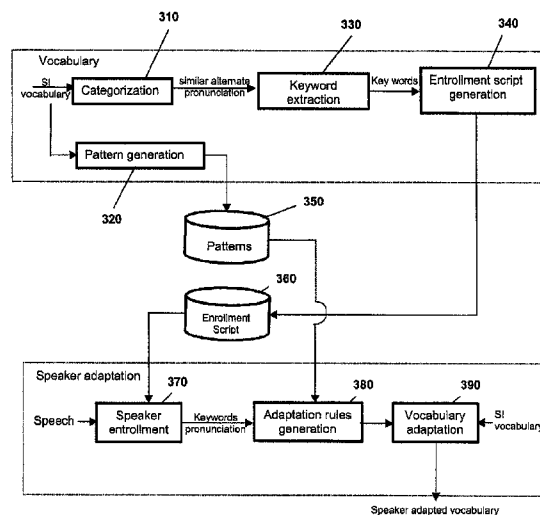 310
330
340
Vocabulary
SI
vocabulary
Categorization
similar alternate
pronunciation
Keyword
extraction
Key words
Entrollment script
generation
Pattern generation
320
350
Patterns
360
Enrollment
Script
Speaker adaptation
370
380
390
Speech
Speaker
enrollment
Keywords
pronunciation
Adaptation rules
generation
Vocabulary
adaptation
SI
vocabulary
Speaker adapted vocabulary